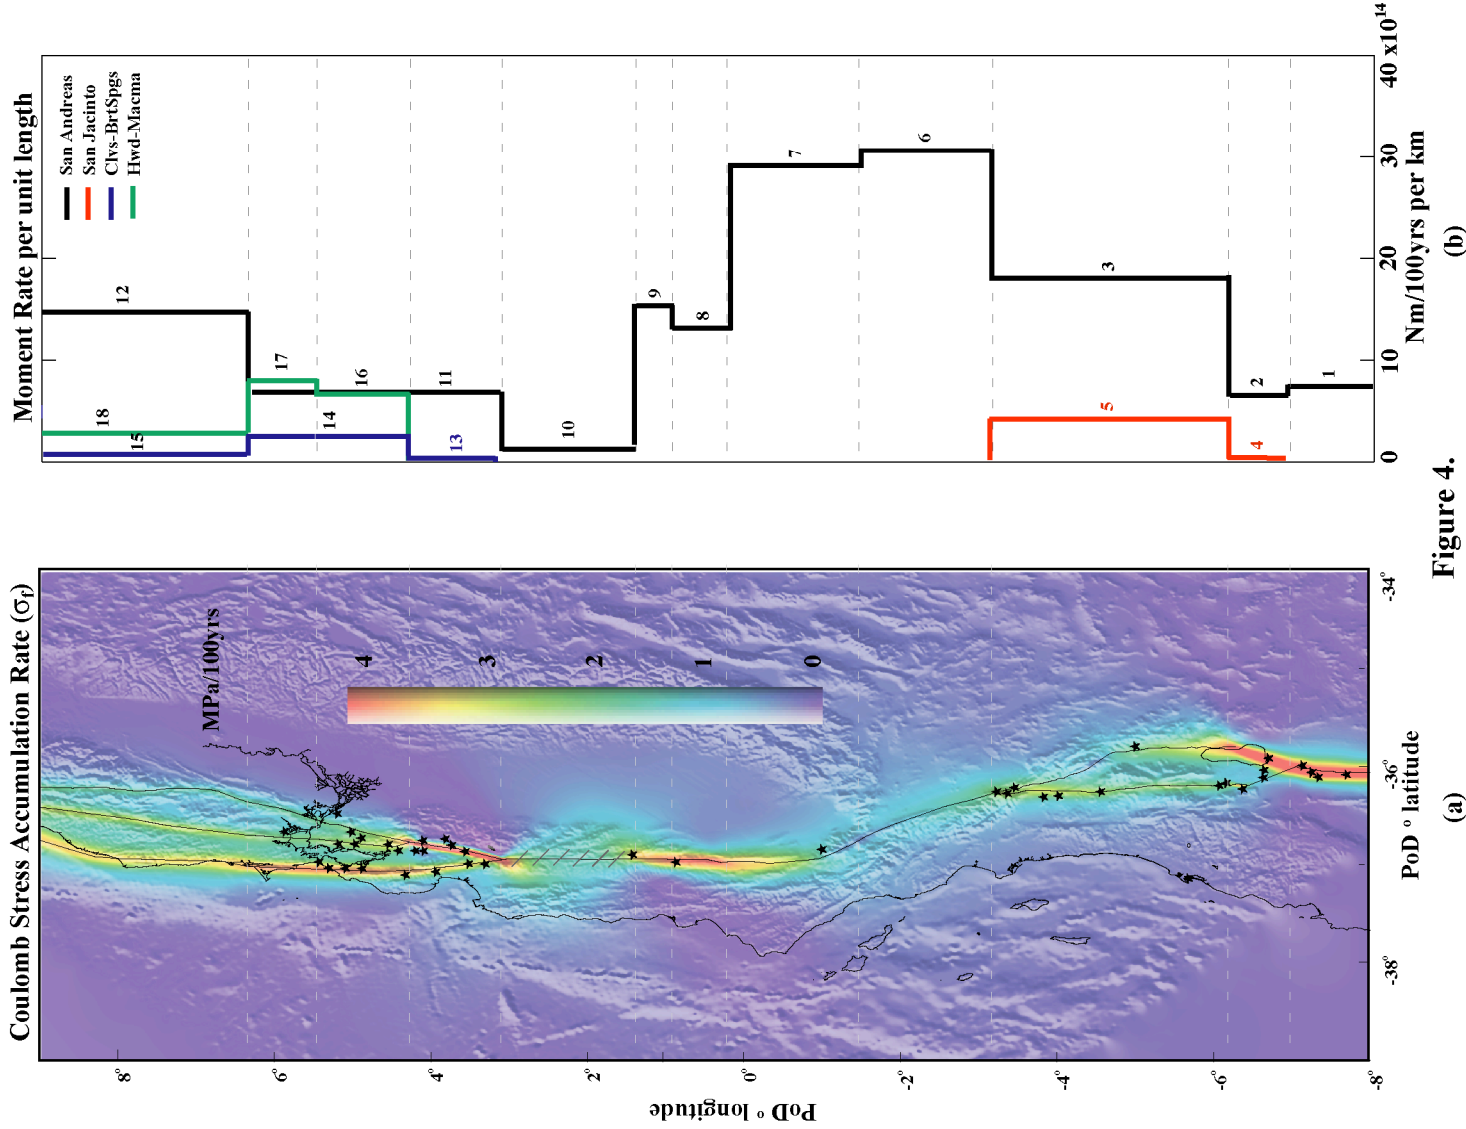 Coulomb Stress Accumulation Rate (σf)
MPa/100yrs
4
3
2
1
0
8°
6°
4°
2°
0°
-2°
-4°
-6°
-8°
PoD ° longitude
-38°
-36°
-34°
PoD ° latitude
(a)
Moment Rate per unit length
San Andreas
San Jacinto
Clvs-BrtSpgs
Hwd-Macma
12
18
15
17
16
14
11
13
10
9
8
7
6
3
5
2
4
1
0
10
20
30
40
x10¹⁴
Nm/100yrs per km
(b)
Figure 4.